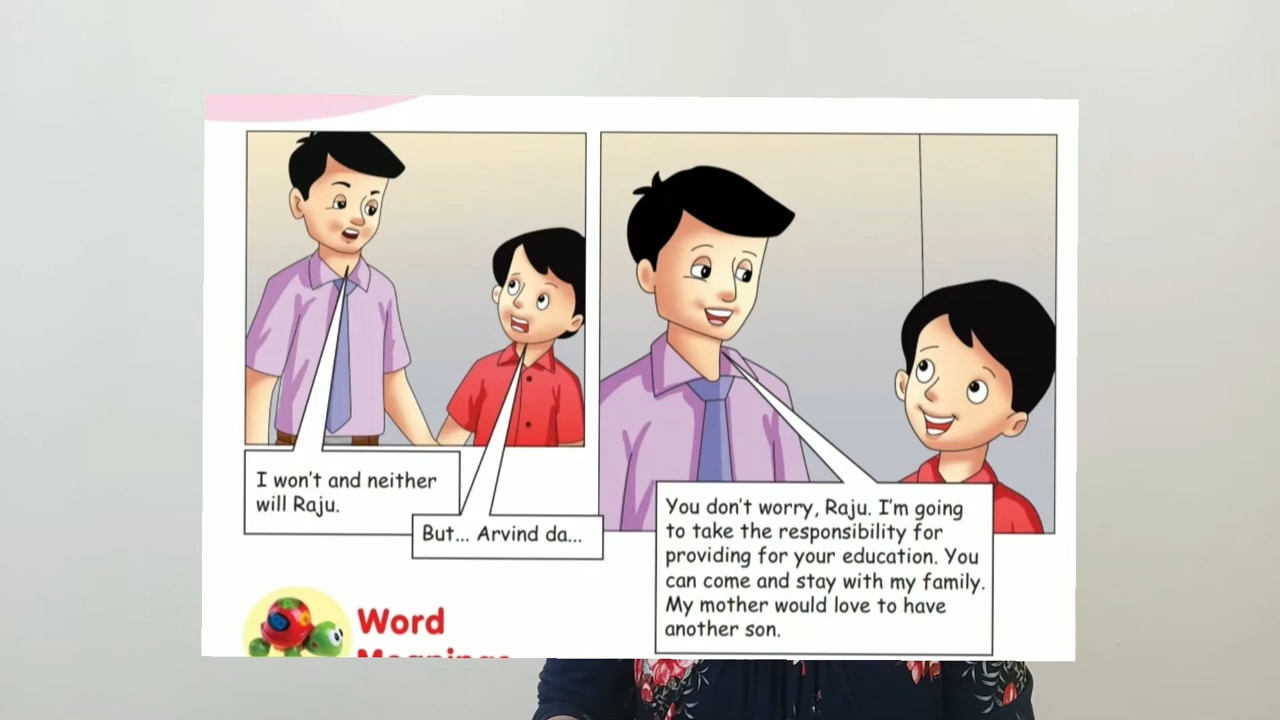 I won't and neither
will Raju.
But... Arvind da...
You don't worry, Raju. I'm going
to take the responsibility for
providing for your education. You
can come and stay with my family.
My mother would love to have
another son.
Word
Meanings